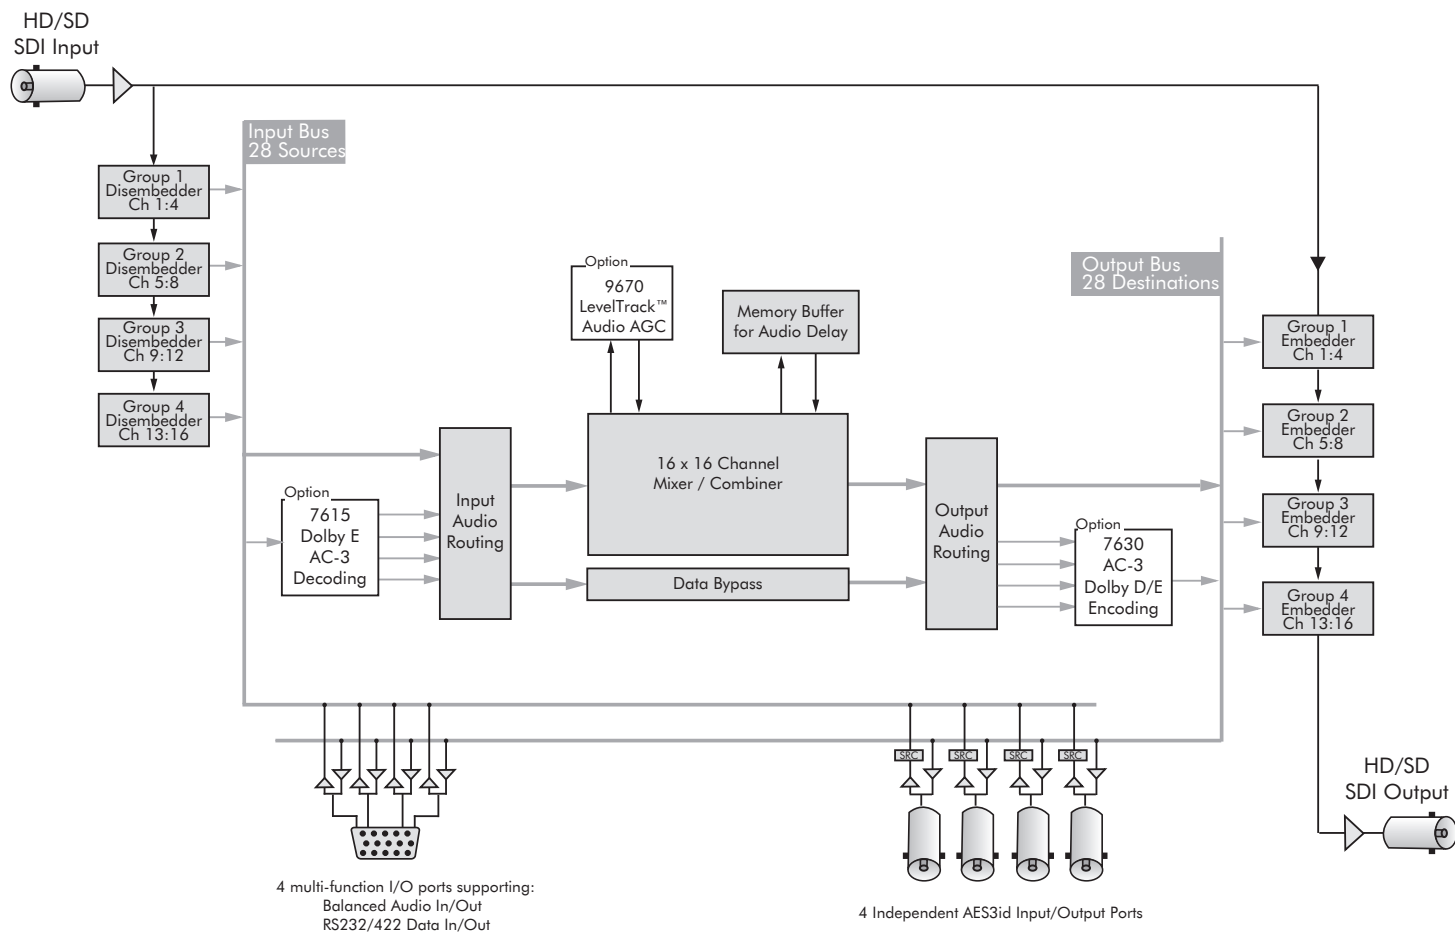 HD/SD
SDI Input
Input Bus
28 Sources
Group 1
Disembedder
Ch 1:4
Group 2
Disembedder
Ch 5:8
Group 3
Disembedder
Ch 9:12
Group 4
Disembedder
Ch 13:16
Option
7615
Dolby E
AC-3
Decoding
Input
Audio
Routing
Option
9670
LevelTrack™
Audio AGC
Memory Buffer
for Audio Delay
16 x 16 Channel
Mixer / Combiner
Data Bypass
Output
Audio
Routing
Option
7630
AC-3
Dolby D/E
Encoding
Output Bus
28 Destinations
Group 1
Embedder
Ch 1:4
Group 2
Embedder
Ch 5:8
Group 3
Embedder
Ch 9:12
Group 4
Embedder
Ch 13:16
SRC
SRC
SRC
SRC
HD/SD
SDI Output
4 multi-function I/O ports supporting:
Balanced Audio In/Out
RS232/422 Data In/Out
4 Independent AES3id Input/Output Ports